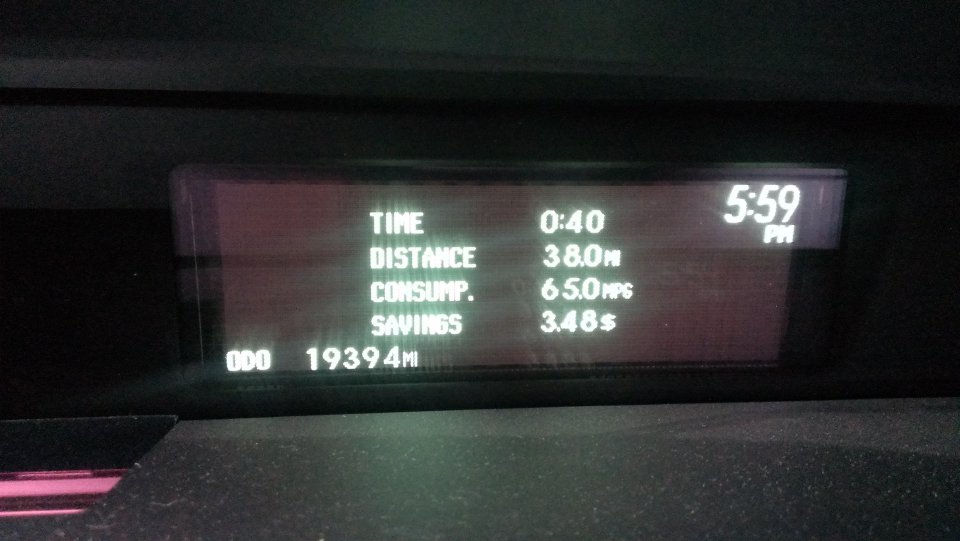 5:59
PM
TIME 0:40
DISTANCE 38.0MI
CONSUMP. 65.0MPG
SAVINGS 3.48$
ODO 19394MI